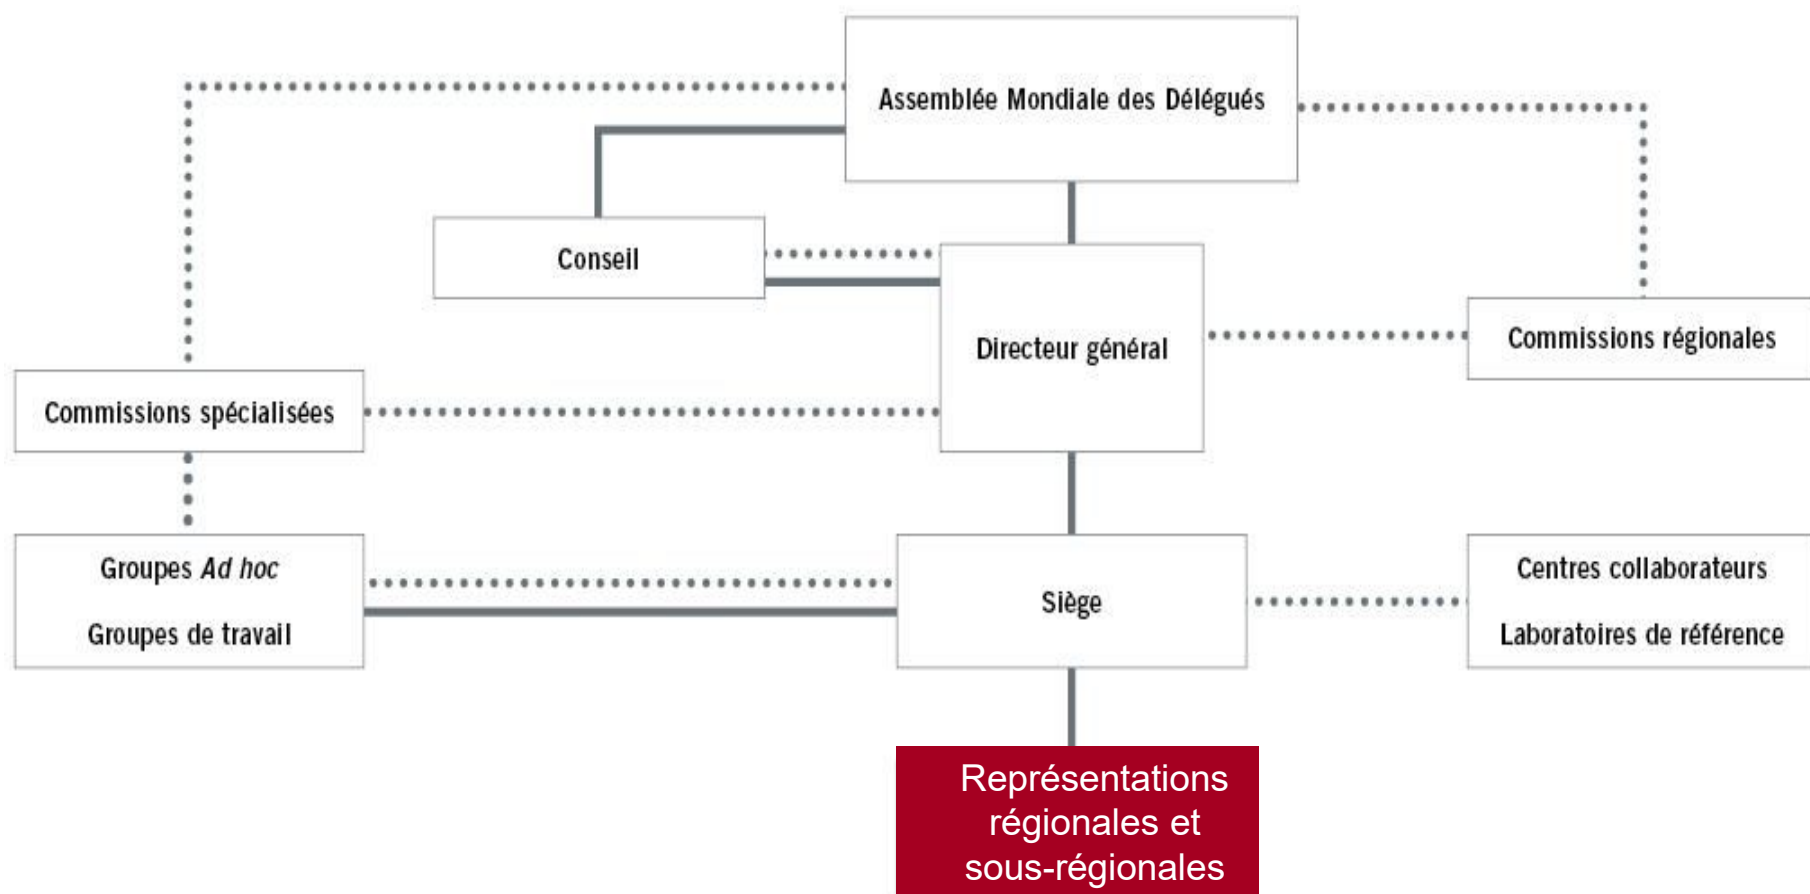 Assemblée Mondiale des Délégués
Conseil
Directeur général
Commissions régionales
Commissions spécialisées
Groupes Ad hoc
Groupes de travail
Siège
Centres collaborateurs
Laboratoires de référence
Représentations
régionales et
sous-régionales